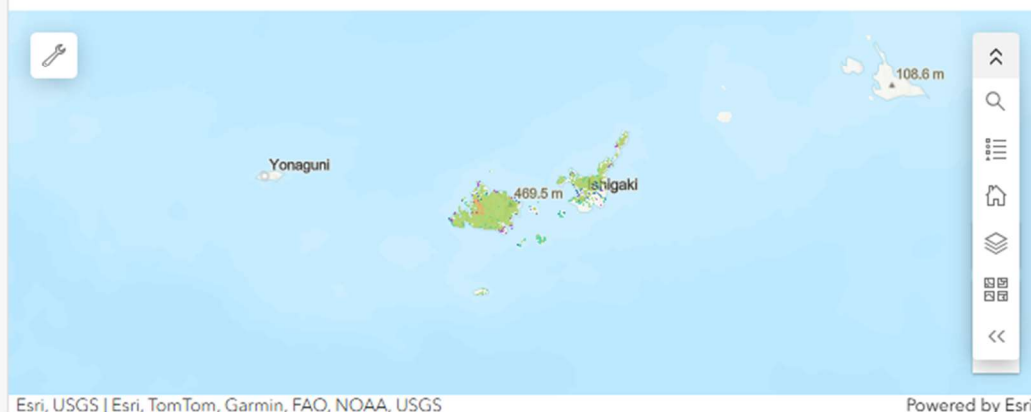 108.6 m
Yonaguni
469.5 m
Ishigaki
Esri, USGS | Esri, TomTom, Garmin, FAO, NOAA, USGS
Powered by Esri